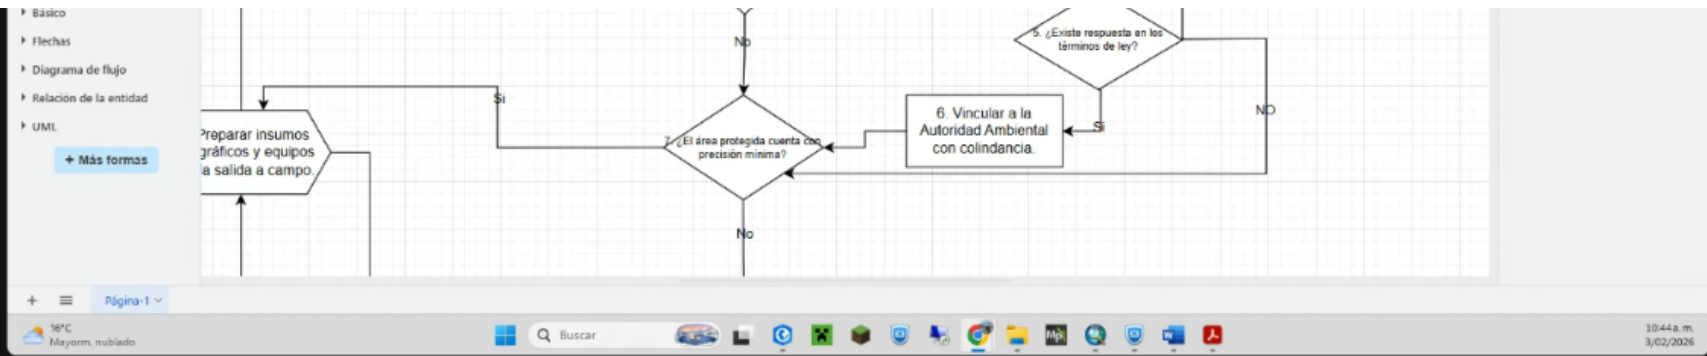 Básico
Flechas
Diagrama de flujo
Relación de la entidad
UML
+ Más formas
No
5. ¿Existe respuesta en los
términos de ley?
Si
NO
6. Vincular a la
Autoridad Ambiental
con colindancia.
Si
Preparar insumos
gráficos y equipos
la salida a campo.
7. ¿El área protegida cuenta con
precisión mínima?
No
Página-1
16°C
Mayorm. nublado
Buscar
10:44 a. m.
3/02/2026